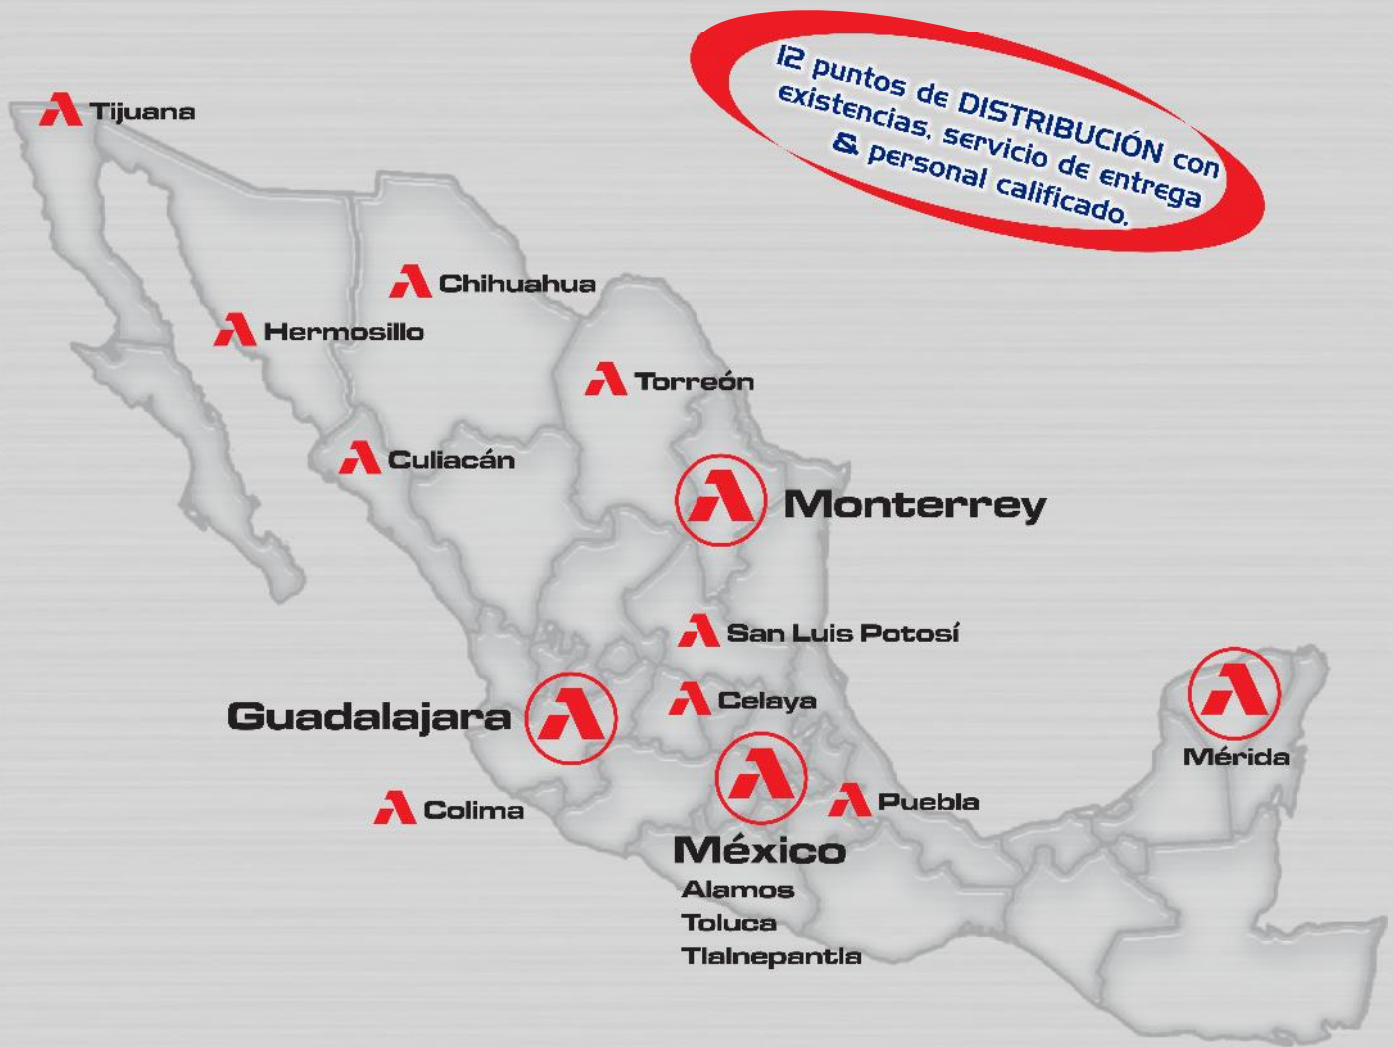 12 puntos de DISTRIBUCIÓN con
existencias, servicio de entrega
& personal calificado.
Tijuana
Chihuahua
Hermosillo
Torreón
Culiacán
Monterrey
San Luis Potosí
Celaya
Guadalajara
Mérida
Puebla
Colima
México
Alamos
Toluca
Tlalnepantla